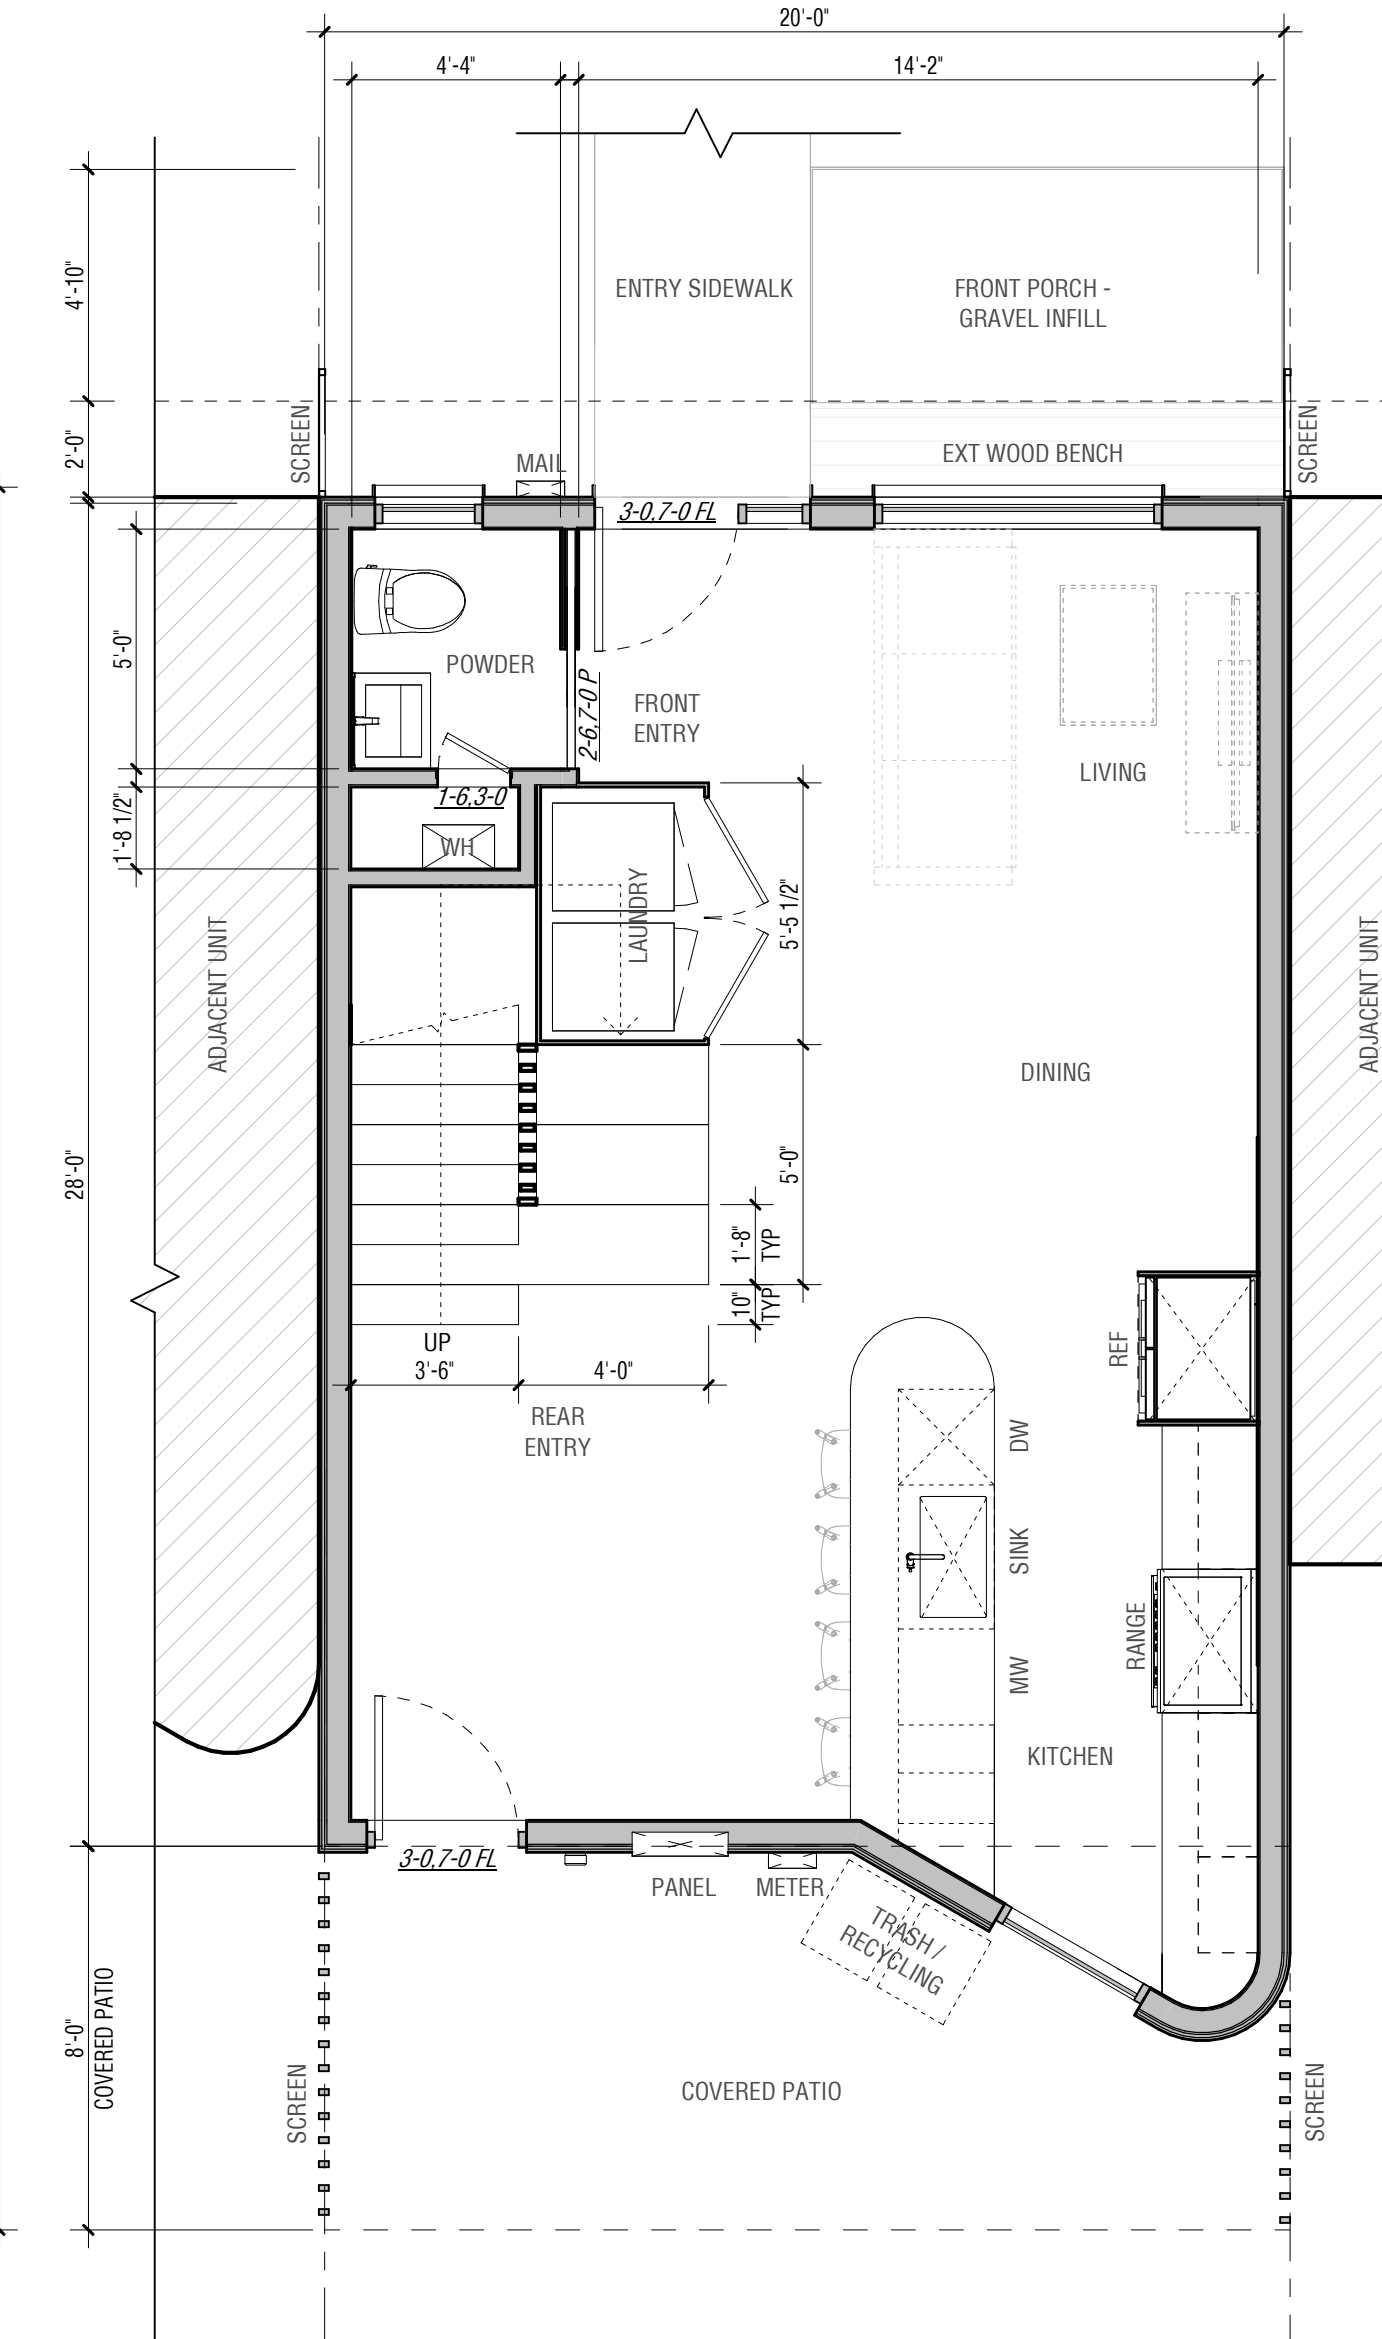 20'-0"
4'-4"
14'-2"
4'-10"
ENTRY SIDEWALK
FRONT PORCH -
GRAVEL INFILL
2'-0"
SCREEN
SCREEN
MAIL
EXT WOOD BENCH
3-0,7-0 FL
5'-0"
POWDER
2-6,7-0 P
FRONT
ENTRY
LIVING
1'-8 1/2"
1-6,3-0
WH
LAUNDRY
5'-5 1/2"
ADJACENT UNIT
ADJACENT UNIT
DINING
28'-0"
5'-0"
1'-8"
TYP
10"
TYP
UP
3'-6"
4'-0"
REF
REAR
ENTRY
DW
SINK
RANGE
MW
KITCHEN
3-0,7-0 FL
PANEL
METER
TRASH /
RECYCLING
8'-0"
COVERED PATIO
SCREEN
COVERED PATIO
SCREEN